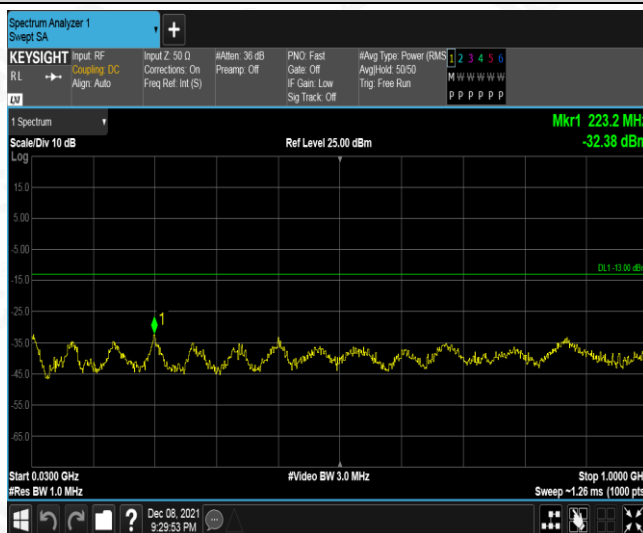 Spectrum Analyzer 1
Swept SA
+
KEYSIGHT Input: RF Input Z: 50 Ω #Atten: 36 dB PNO: Fast #Avg Type: Power (RMS 1 2 3 4 5 6
RL Coupling: DC Corrections: On Preamp: Off Gate: Off Avg|Hold: 50/50 M W W W W W
Align: Auto Freq Ref: Int (S) IF Gain: Low Trig: Free Run
Sig Track: Off P P P P P P
LXI
1 Spectrum Mkr1 223.2 MHz
Scale/Div 10 dB Ref Level 25.00 dBm -32.38 dBm
Log
15.0
5.00
-5.00
DL1 -13.00 dBm
-15.0
-25.0
1
-35.0
-45.0
-55.0
-65.0
Start 0.0300 GHz #Video BW 3.0 MHz Stop 1.0000 GH
#Res BW 1.0 MHz Sweep ~1.26 ms (1000 pts
? Dec 08, 2021
9:29:53 PM